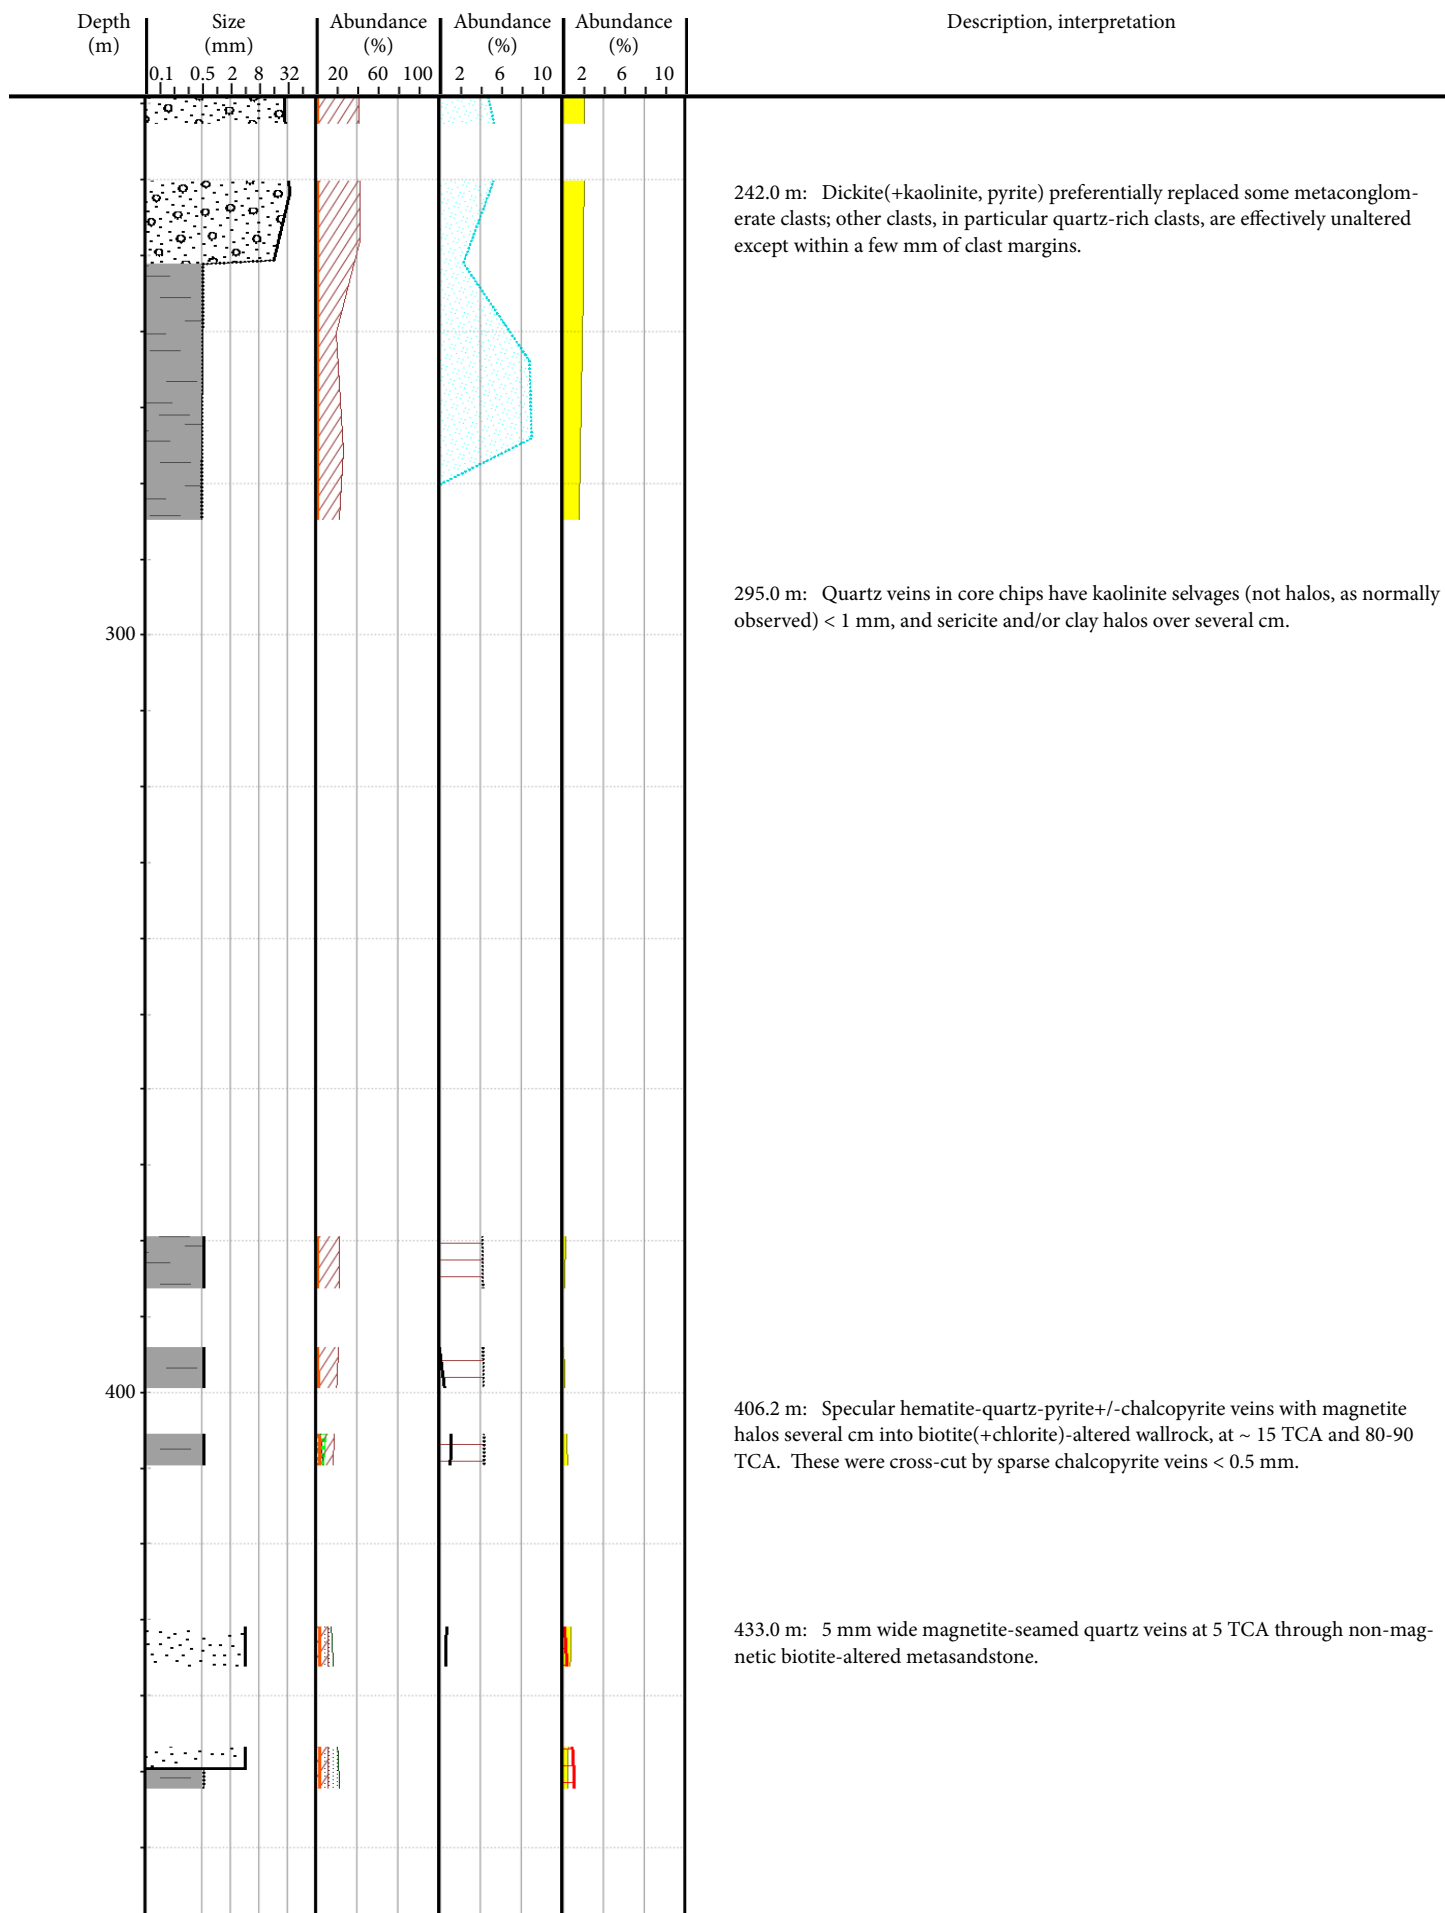 Depth Size Abundance Abundance Abundance Description, interpretation
(m) (mm) (%) (%) (%)
0.1 0.5 2 8 32 20 60 100 2 6 10 2 6 10
242.0 m: Dickite(+kaolinite, pyrite) preferentially replaced some metaconglom-
erate clasts; other clasts, in particular quartz-rich clasts, are effectively unaltered
except within a few mm of clast margins.
295.0 m: Quartz veins in core chips have kaolinite selvages (not halos, as normally
observed) < 1 mm, and sericite and/or clay halos over several cm.
300
400
406.2 m: Specular hematite-quartz-pyrite+/-chalcopyrite veins with magnetite
halos several cm into biotite(+chlorite)-altered wallrock, at ~ 15 TCA and 80-90
TCA. These were cross-cut by sparse chalcopyrite veins < 0.5 mm.
433.0 m: 5 mm wide magnetite-seamed quartz veins at 5 TCA through non-mag-
netic biotite-altered metasandstone.